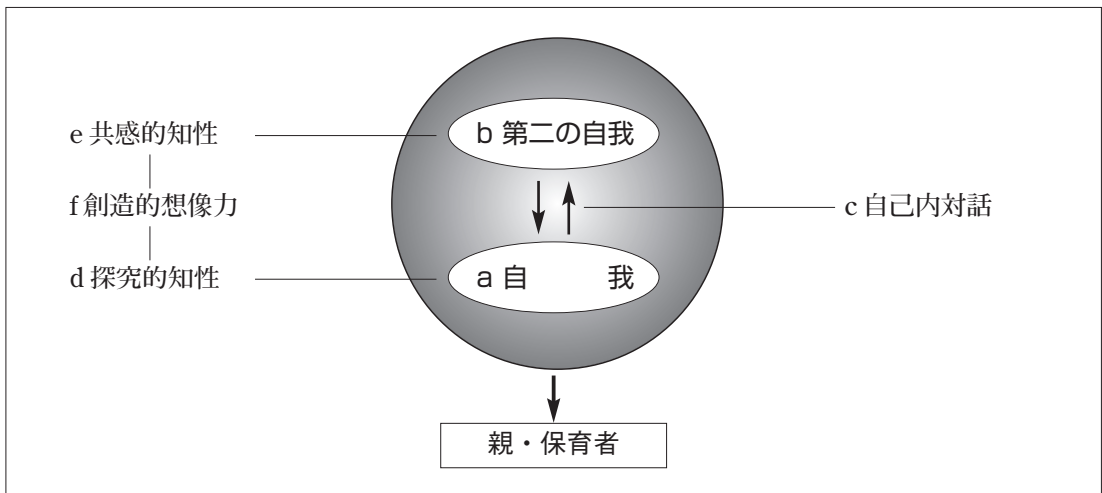 e 共感的知性
b 第二の自我
f 創造的想像力
c 自己内対話
d 探究的知性
a 自 我
親・保育者